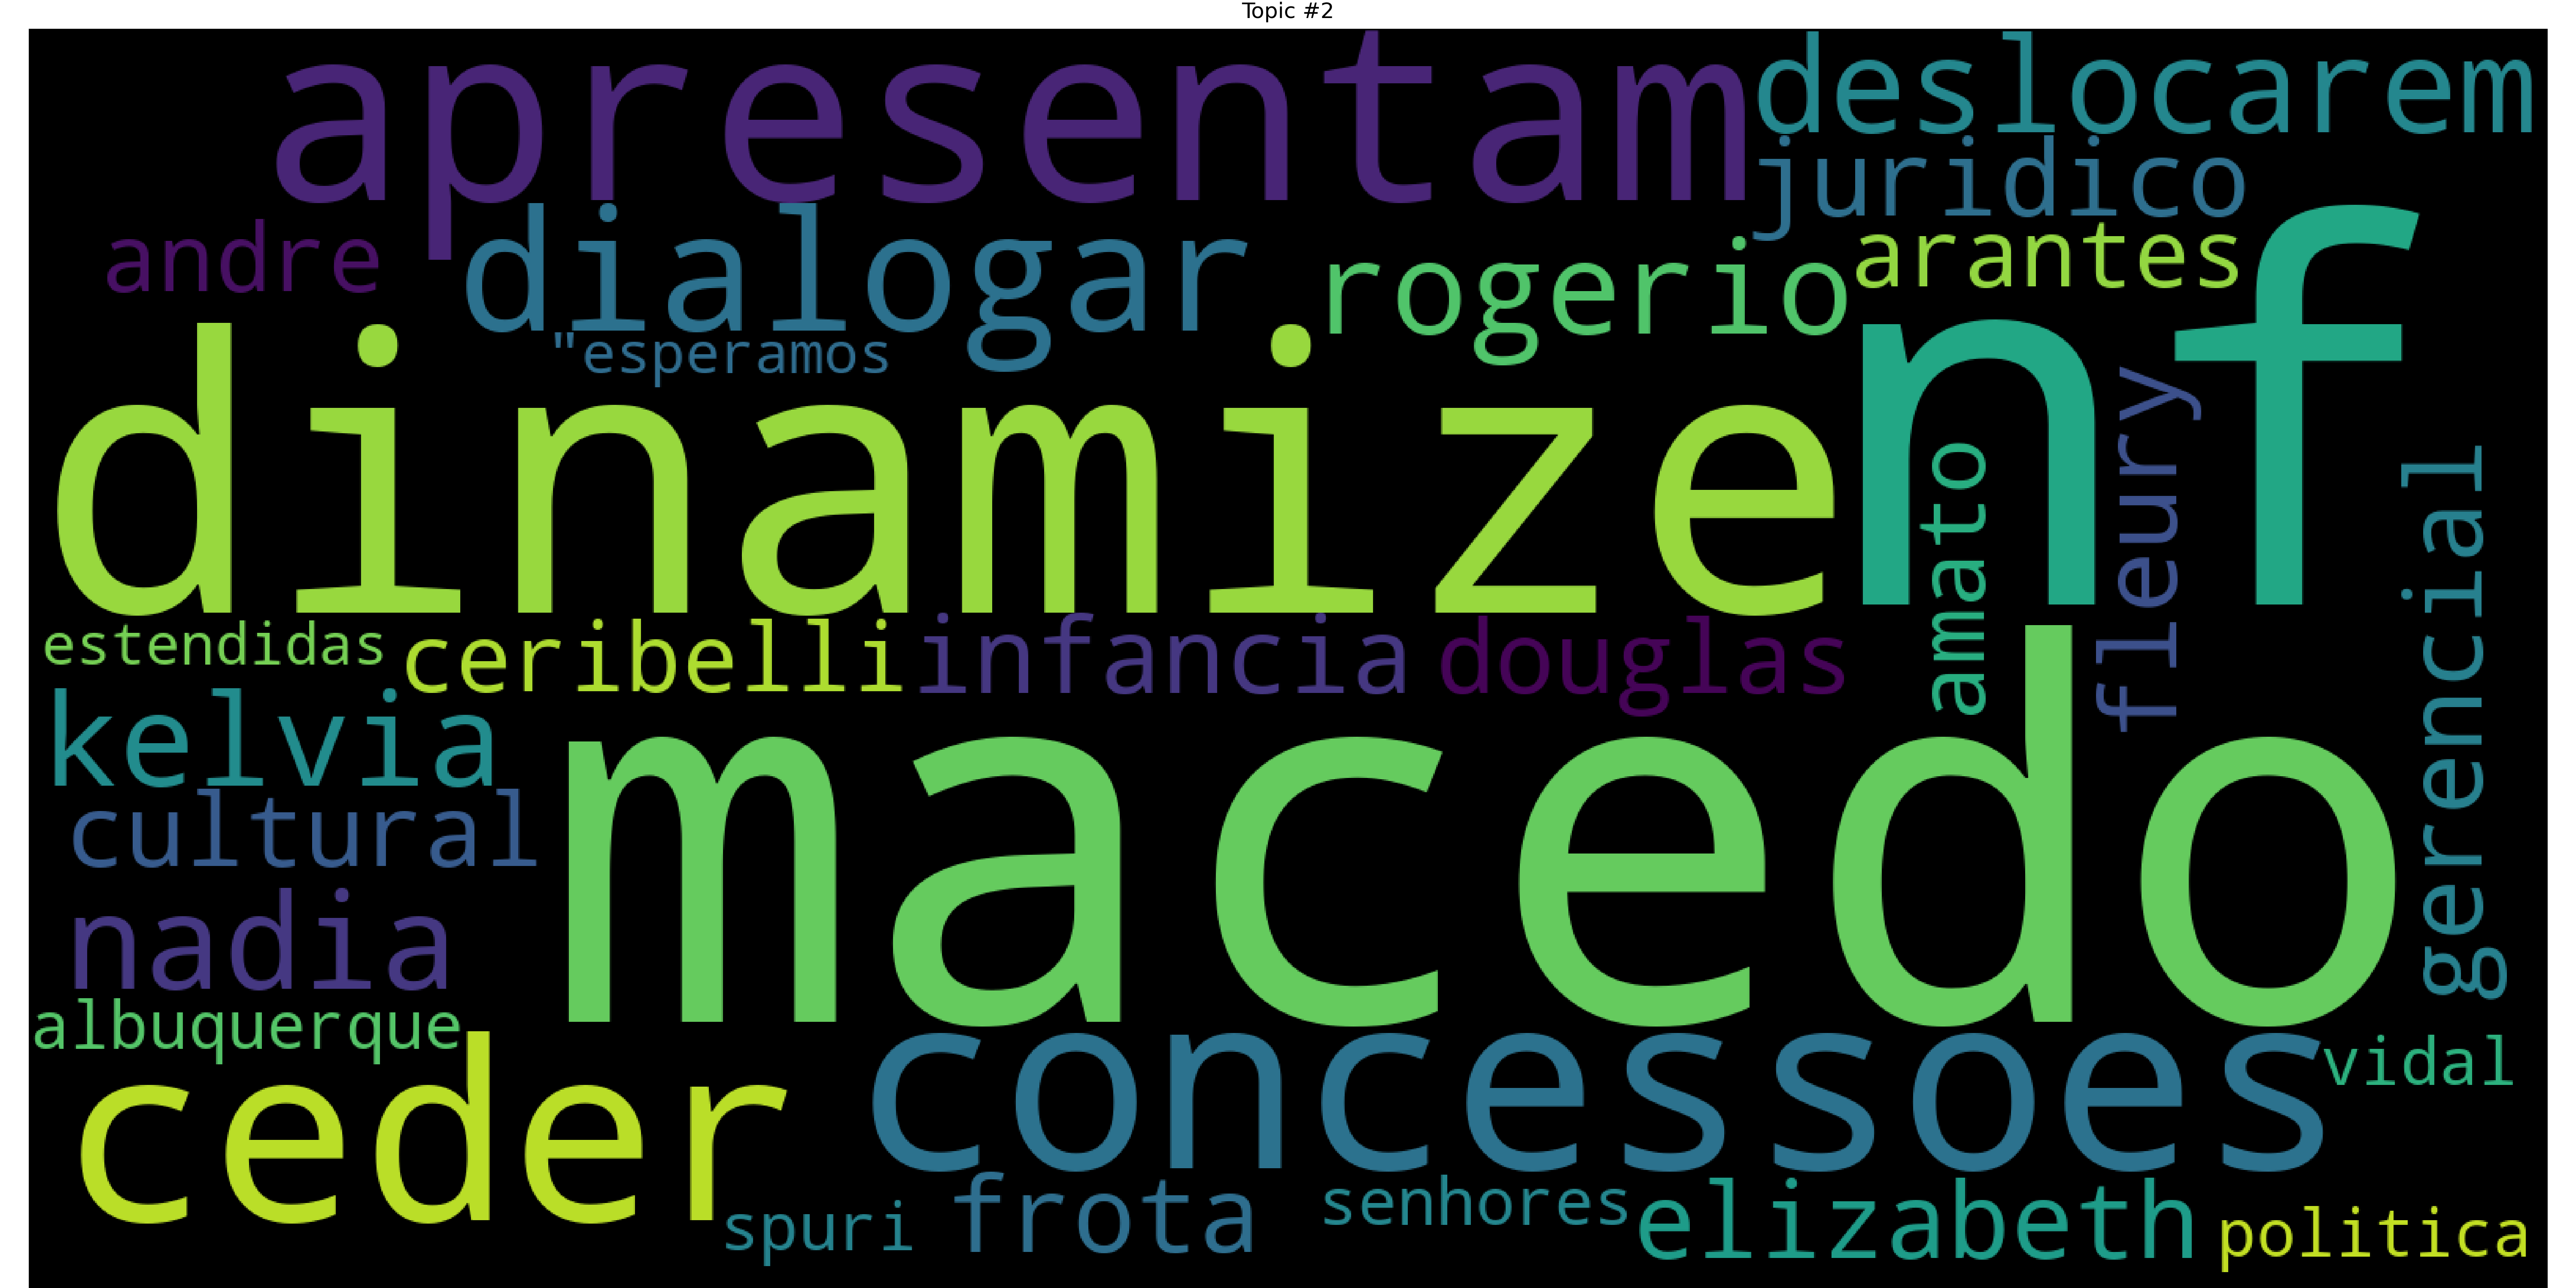 Topic #2
apresentam
deslocarem
juridico
andre
dialogar
rogerio
arantes
nf
"esperamos
dinamize
amato
fleury
gerencial
estendidas
ceribelli
infancia
douglas
kelvia
macedo
cultural
nadia
albuquerque
ceder
concessoes
vidal
spuri
frota
senhores
elizabeth
politica